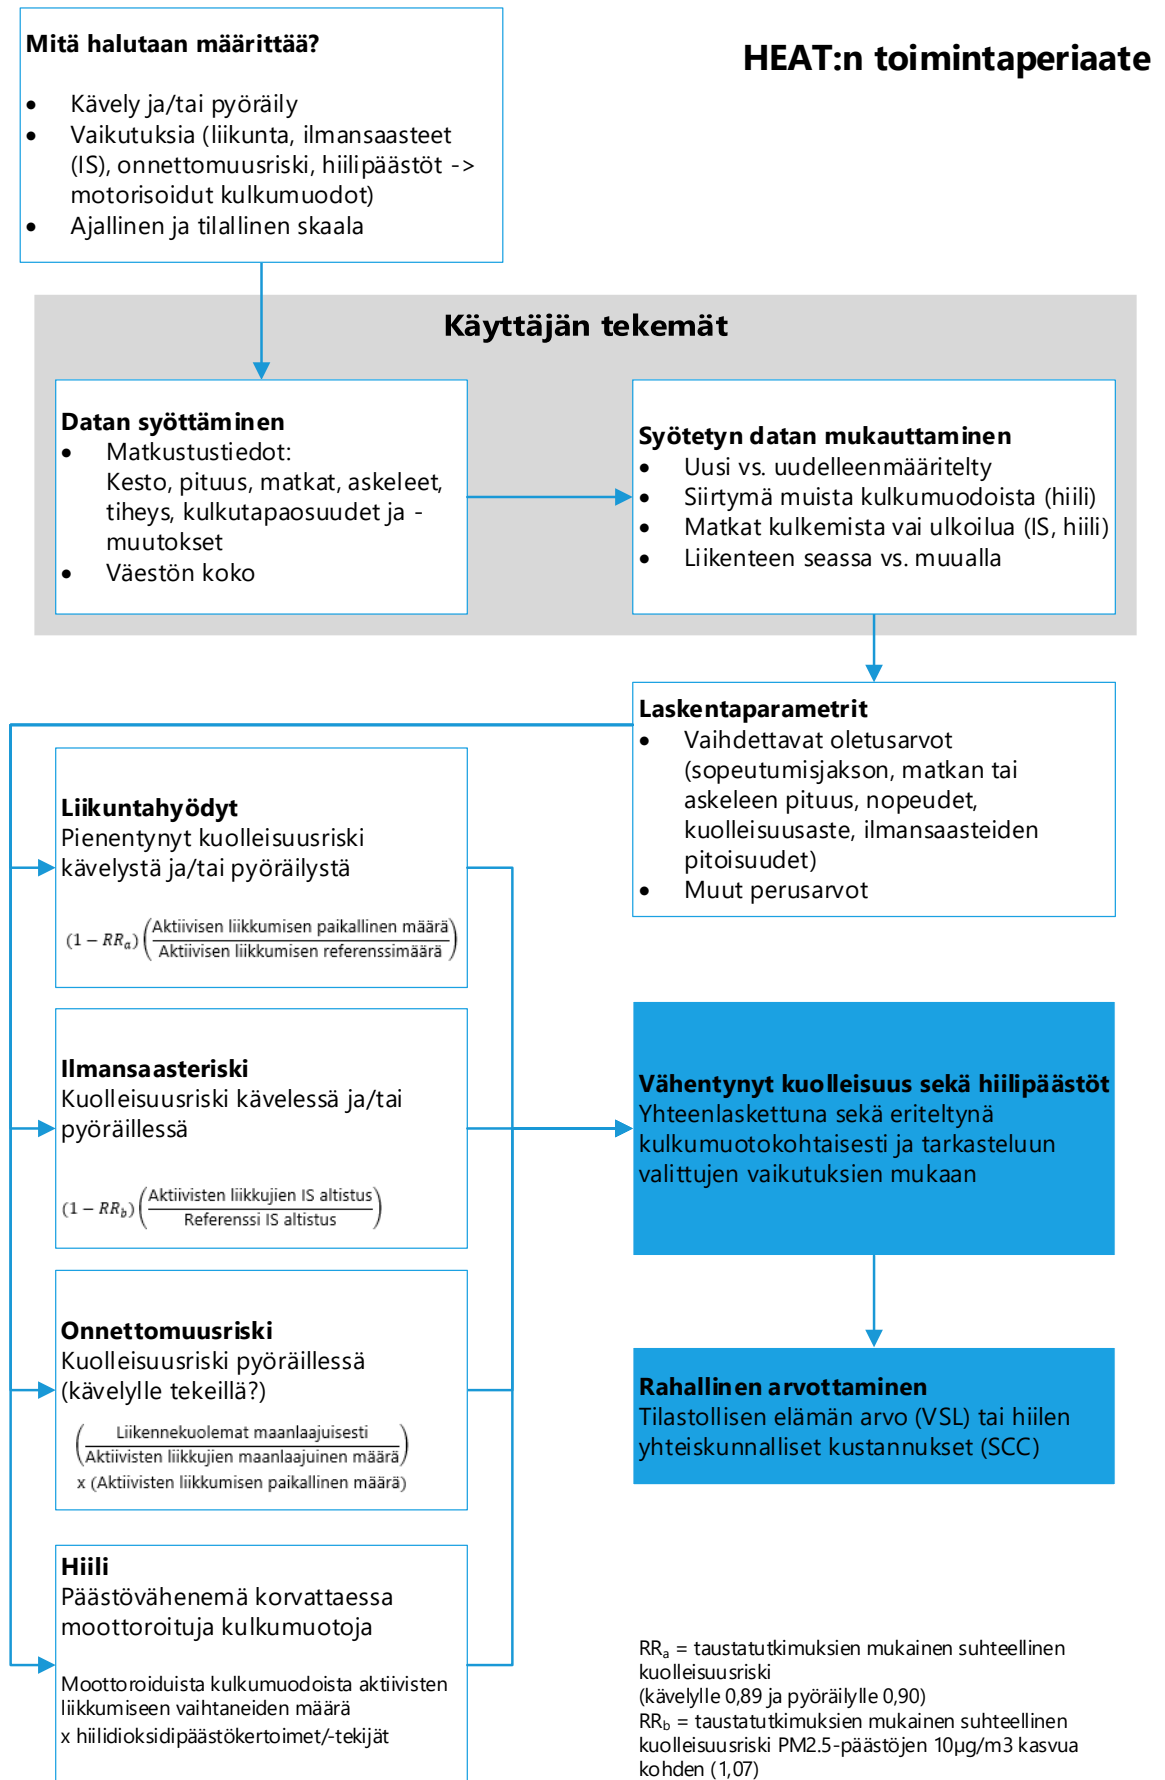 HEAT:n toimintaperiaate
Mitä halutaan määrittää?
• Kävely ja/tai pyöräily
• Vaikutuksia (liikunta, ilmansaasteet
(IS), onnettomuusriski, hiilipäästöt ->
motorisoidut kulkumuodot)
• Ajallinen ja tilallinen skaala
Käyttäjän tekemät
Datan syöttäminen
• Matkustustiedot:
Kesto, pituus, matkat, askeleet,
tiheys, kulkutapaosuudet ja -
muutokset
• Väestön koko
Syötetyn datan mukauttaminen
• Uusi vs. uudelleenmääritelty
• Siirtymä muista kulkumuodoista (hiili)
• Matkat kulkemista vai ulkoilua (IS, hiili)
• Liikenteen seassa vs. muualla
Laskentaparametrit
• Vaihdettavat oletusarvot
(sopeutumisjakson, matkan tai
askeleen pituus, nopeudet,
kuolleisuusaste, ilmansaasteiden
pitoisuudet)
• Muut perusarvot
Liikuntahyödyt
Pienentynyt kuolleisuusriski
kävelystä ja/tai pyöräilystä
(1 − RRₐ) (Aktiivisen liikkumisen paikallinen määrä
Aktiivisen liikkumisen referenssimäärä)
Ilmansaasteriski
Kuolleisuusriski kävelessä ja/tai
pyöräillessä
(1 − RR_b) (Aktiivisten liikkujien IS altistus
Referenssi IS altistus)
Onnettomuusriski
Kuolleisuusriski pyöräillessä
(kävelylle tekeillä?)
(Liikennekuolemat maanlaajuisesti
Aktiivisten liikkujien maanlaajuinen määrä)
x (Aktiivisten liikkumisen paikallinen määrä)
Hiili
Päästövähenemä korvattaessa
moottoroituja kulkumuotoja
Moottoroiduista kulkumuodoista aktiivisten
liikkumiseen vaihtaneiden määrä
x hiilidioksidipäästökertoimet/-tekijät
Vähentynyt kuolleisuus sekä hiilipäästöt
Yhteenlaskettuna sekä eriteltynä
kulkumuotokohtaisesti ja tarkasteluun
valittujen vaikutuksien mukaan
Rahallinen arvottaminen
Tilastollisen elämän arvo (VSL) tai hiilen
yhteiskunnalliset kustannukset (SCC)
RRₐ = taustatutkimuksien mukainen suhteellinen
kuolleisuusriski
(kävelylle 0,89 ja pyöräilylle 0,90)
RR_b = taustatutkimuksien mukainen suhteellinen
kuolleisuusriski PM2.5-päästöjen 10µg/m3 kasvua
kohden (1,07)